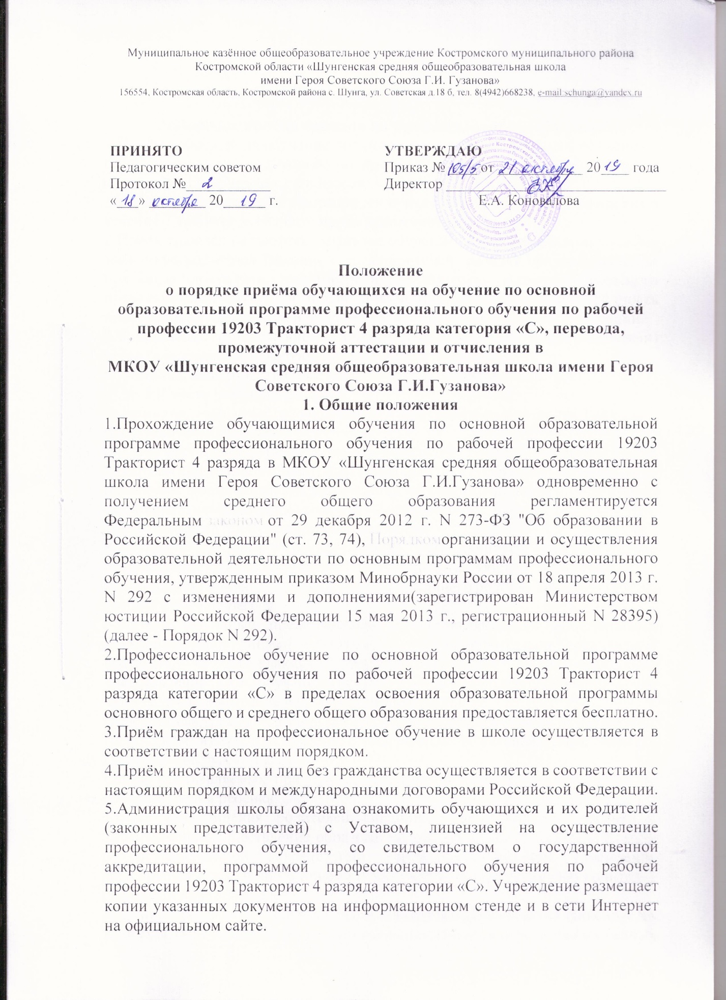 Муниципальное казённое общеобразовательное учреждение Костромского муниципального района
Костромской области «Шунгенская средняя общеобразовательная школа
имени Героя Советского Союза Г.И. Гузанова»
156554, Костромская область, Костромской района с. Шунга, ул. Советская д.18 б, тел. 8(4942)668238, e-mail:schunga@yandex.ru
ПРИНЯТО
Педагогическим советом
Протокол № 2
«18» октября 2019 г.
УТВЕРЖДАЮ
Приказ № 105/5 от 21 октября 2019 года
Директор
Е.А. Коновалова
Положение
о порядке приёма обучающихся на обучение по основной
образовательной программе профессионального обучения по рабочей
профессии 19203 Тракторист 4 разряда категория «С», перевода,
промежуточной аттестации и отчисления в
МКОУ «Шунгенская средняя общеобразовательная школа имени Героя
Советского Союза Г.И.Гузанова»
1. Общие положения
1.Прохождение обучающимися обучения по основной образовательной
программе профессионального обучения по рабочей профессии 19203
Тракторист 4 разряда в МКОУ «Шунгенская средняя общеобразовательная
школа имени Героя Советского Союза Г.И.Гузанова» одновременно с
получением среднего общего образования регламентируется
Федеральным законом от 29 декабря 2012 г. N 273-ФЗ "Об образовании в
Российской Федерации" (ст. 73, 74), Порядком организации и осуществления
образовательной деятельности по основным программам профессионального
обучения, утвержденным приказом Минобрнауки России от 18 апреля 2013 г.
N 292 с изменениями и дополнениями(зарегистрирован Министерством
юстиции Российской Федерации 15 мая 2013 г., регистрационный N 28395)
(далее - Порядок N 292).
2.Профессиональное обучение по основной образовательной программе
профессионального обучения по рабочей профессии 19203 Тракторист 4
разряда категории «С» в пределах освоения образовательной программы
основного общего и среднего общего образования предоставляется бесплатно.
3.Приём граждан на профессиональное обучение в школе осуществляется в
соответствии с настоящим порядком.
4.Приём иностранных и лиц без гражданства осуществляется в соответствии с
настоящим порядком и международными договорами Российской Федерации.
5.Администрация школы обязана ознакомить обучающихся и их родителей
(законных представителей) с Уставом, лицензией на осуществление
профессионального обучения, со свидетельством о государственной
аккредитации, программой профессионального обучения по рабочей
профессии 19203 Тракторист 4 разряда категории «С». Учреждение размещает
копии указанных документов на информационном стенде и в сети Интернет
на официальном сайте.